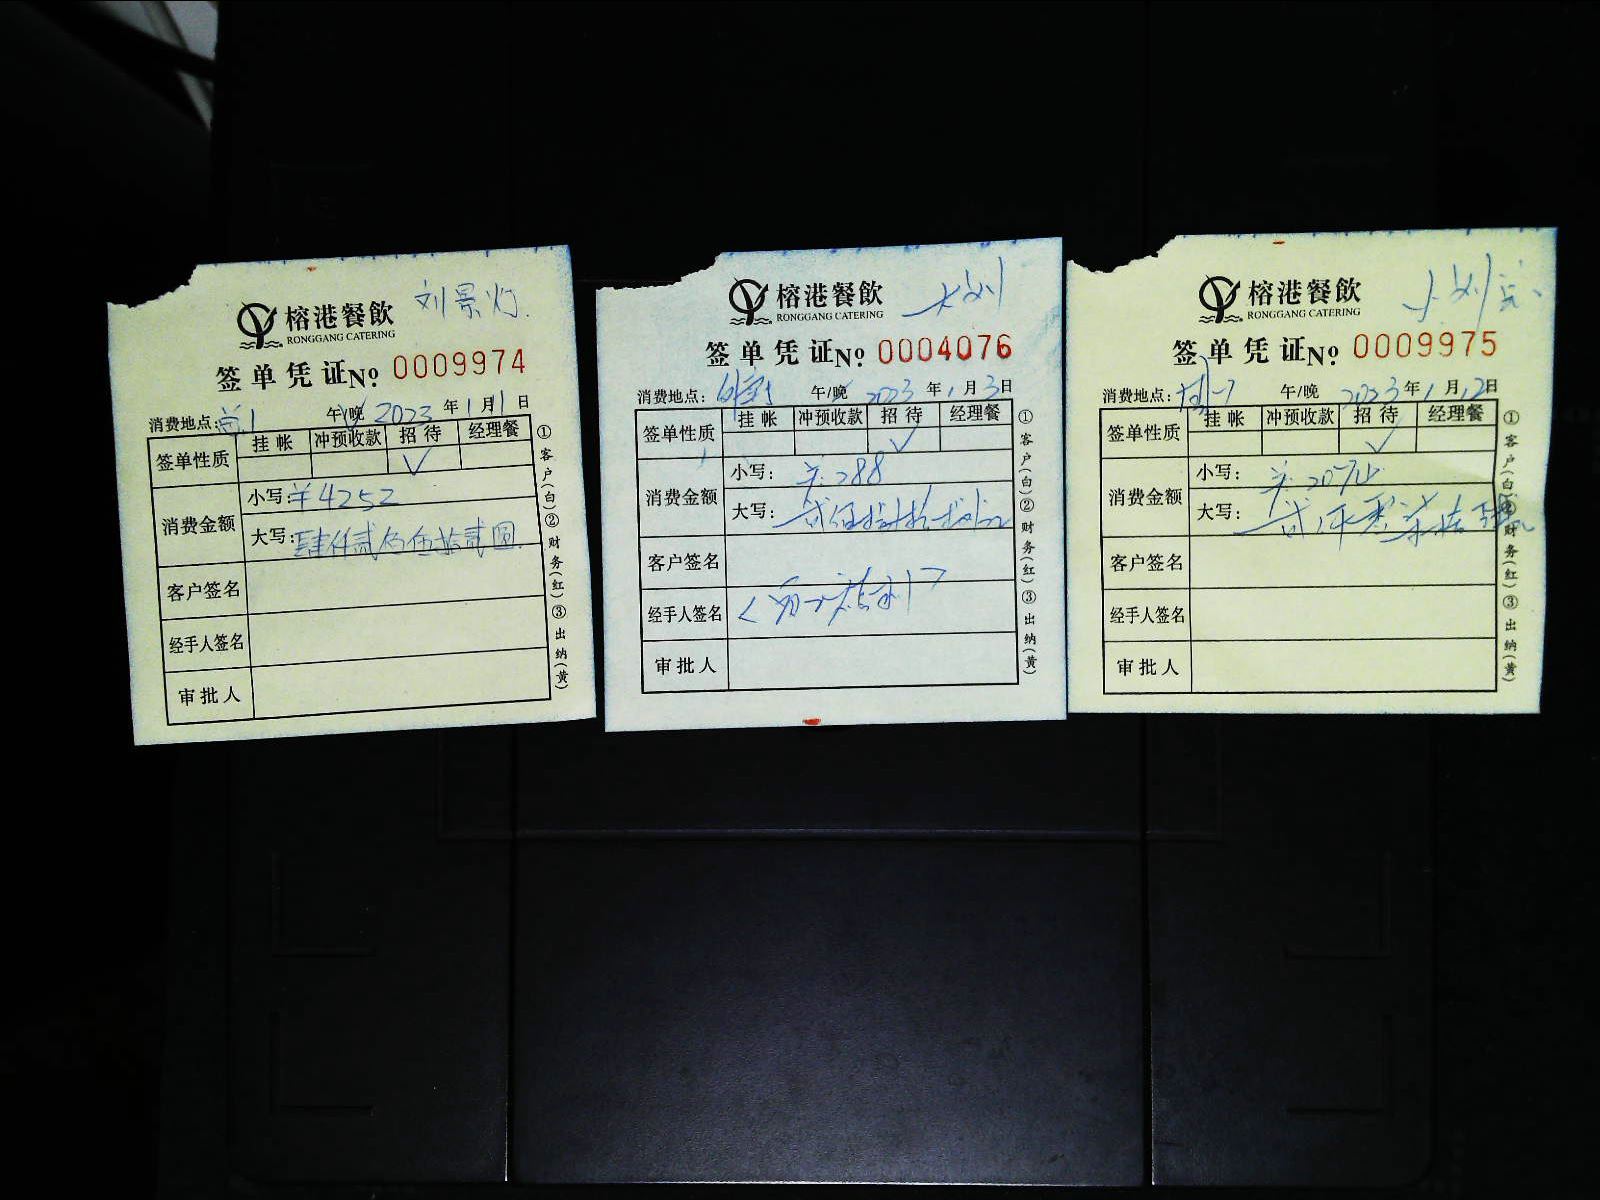 刘景灯
榕港餐飲
RONGGANG CATERING
签单凭证No 0009974
消费地点: 午/晚 2023 年 1 月 1 日
签单性质 挂帐 冲预收款 招待 经理餐
✓
消费金额 小写: ¥4252
大写: 肆仟贰佰伍拾贰圆
客户签名
经手人签名
审批人
①客户(白)②财务(红)③出纳(黄)
大刘
榕港餐飲
RONGGANG CATERING
签单凭证No 0004076
消费地点: 午/晚 2023 年 1 月 3 日
签单性质 挂帐 冲预收款 招待 经理餐
✓
消费金额 小写: 288
大写:
客户签名
经手人签名
审批人
①客户(白)②财务(红)③出纳(黄)
榕港餐飲
RONGGANG CATERING
签单凭证No 0009975
消费地点: 午/晚 2023 年 1 月 12 日
签单性质 挂帐 冲预收款 招待 经理餐
✓
消费金额 小写:
大写:
客户签名
经手人签名
审批人
①客户(白)②财务(红)③出纳(黄)